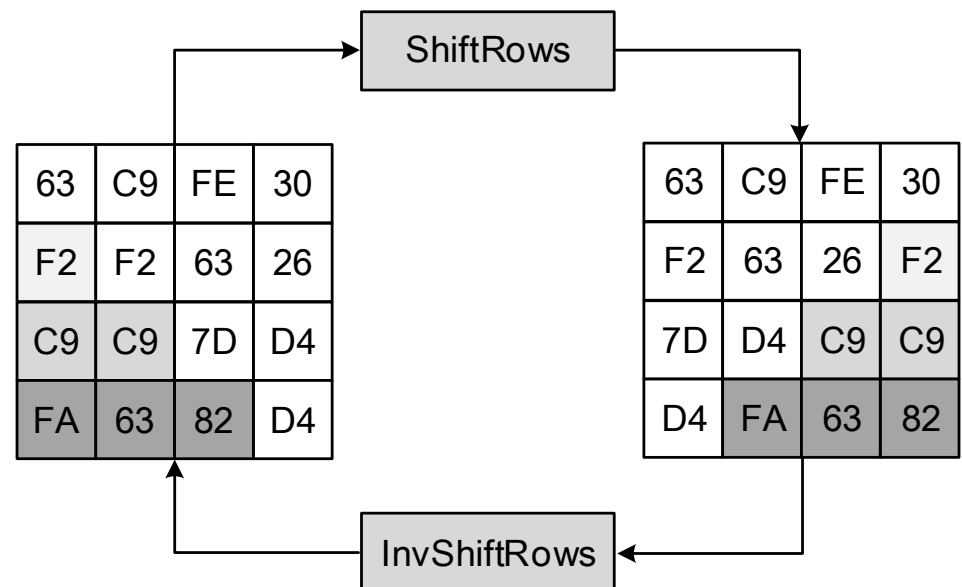 ShiftRows
63 C9 FE 30
F2 F2 63 26
C9 C9 7D D4
FA 63 82 D4
63 C9 FE 30
F2 63 26 F2
7D D4 C9 C9
D4 FA 63 82
InvShiftRows